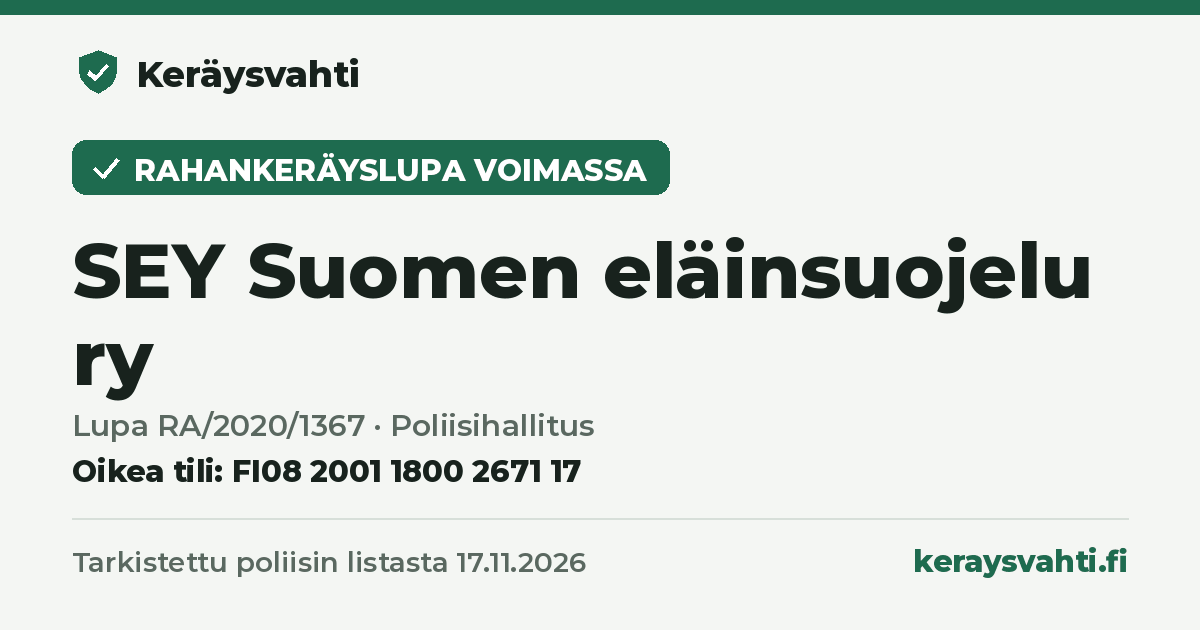 Keräysvahti
RAHANKERÄYSLUPA VOIMASSA
SEY Suomen eläinsuojelu
ry
Lupa RA/2020/1367 · Poliisihallitus
Oikea tili: FI08 2001 1800 2671 17
Tarkistettu poliisin listasta 17.11.2026
keraysvahti.fi